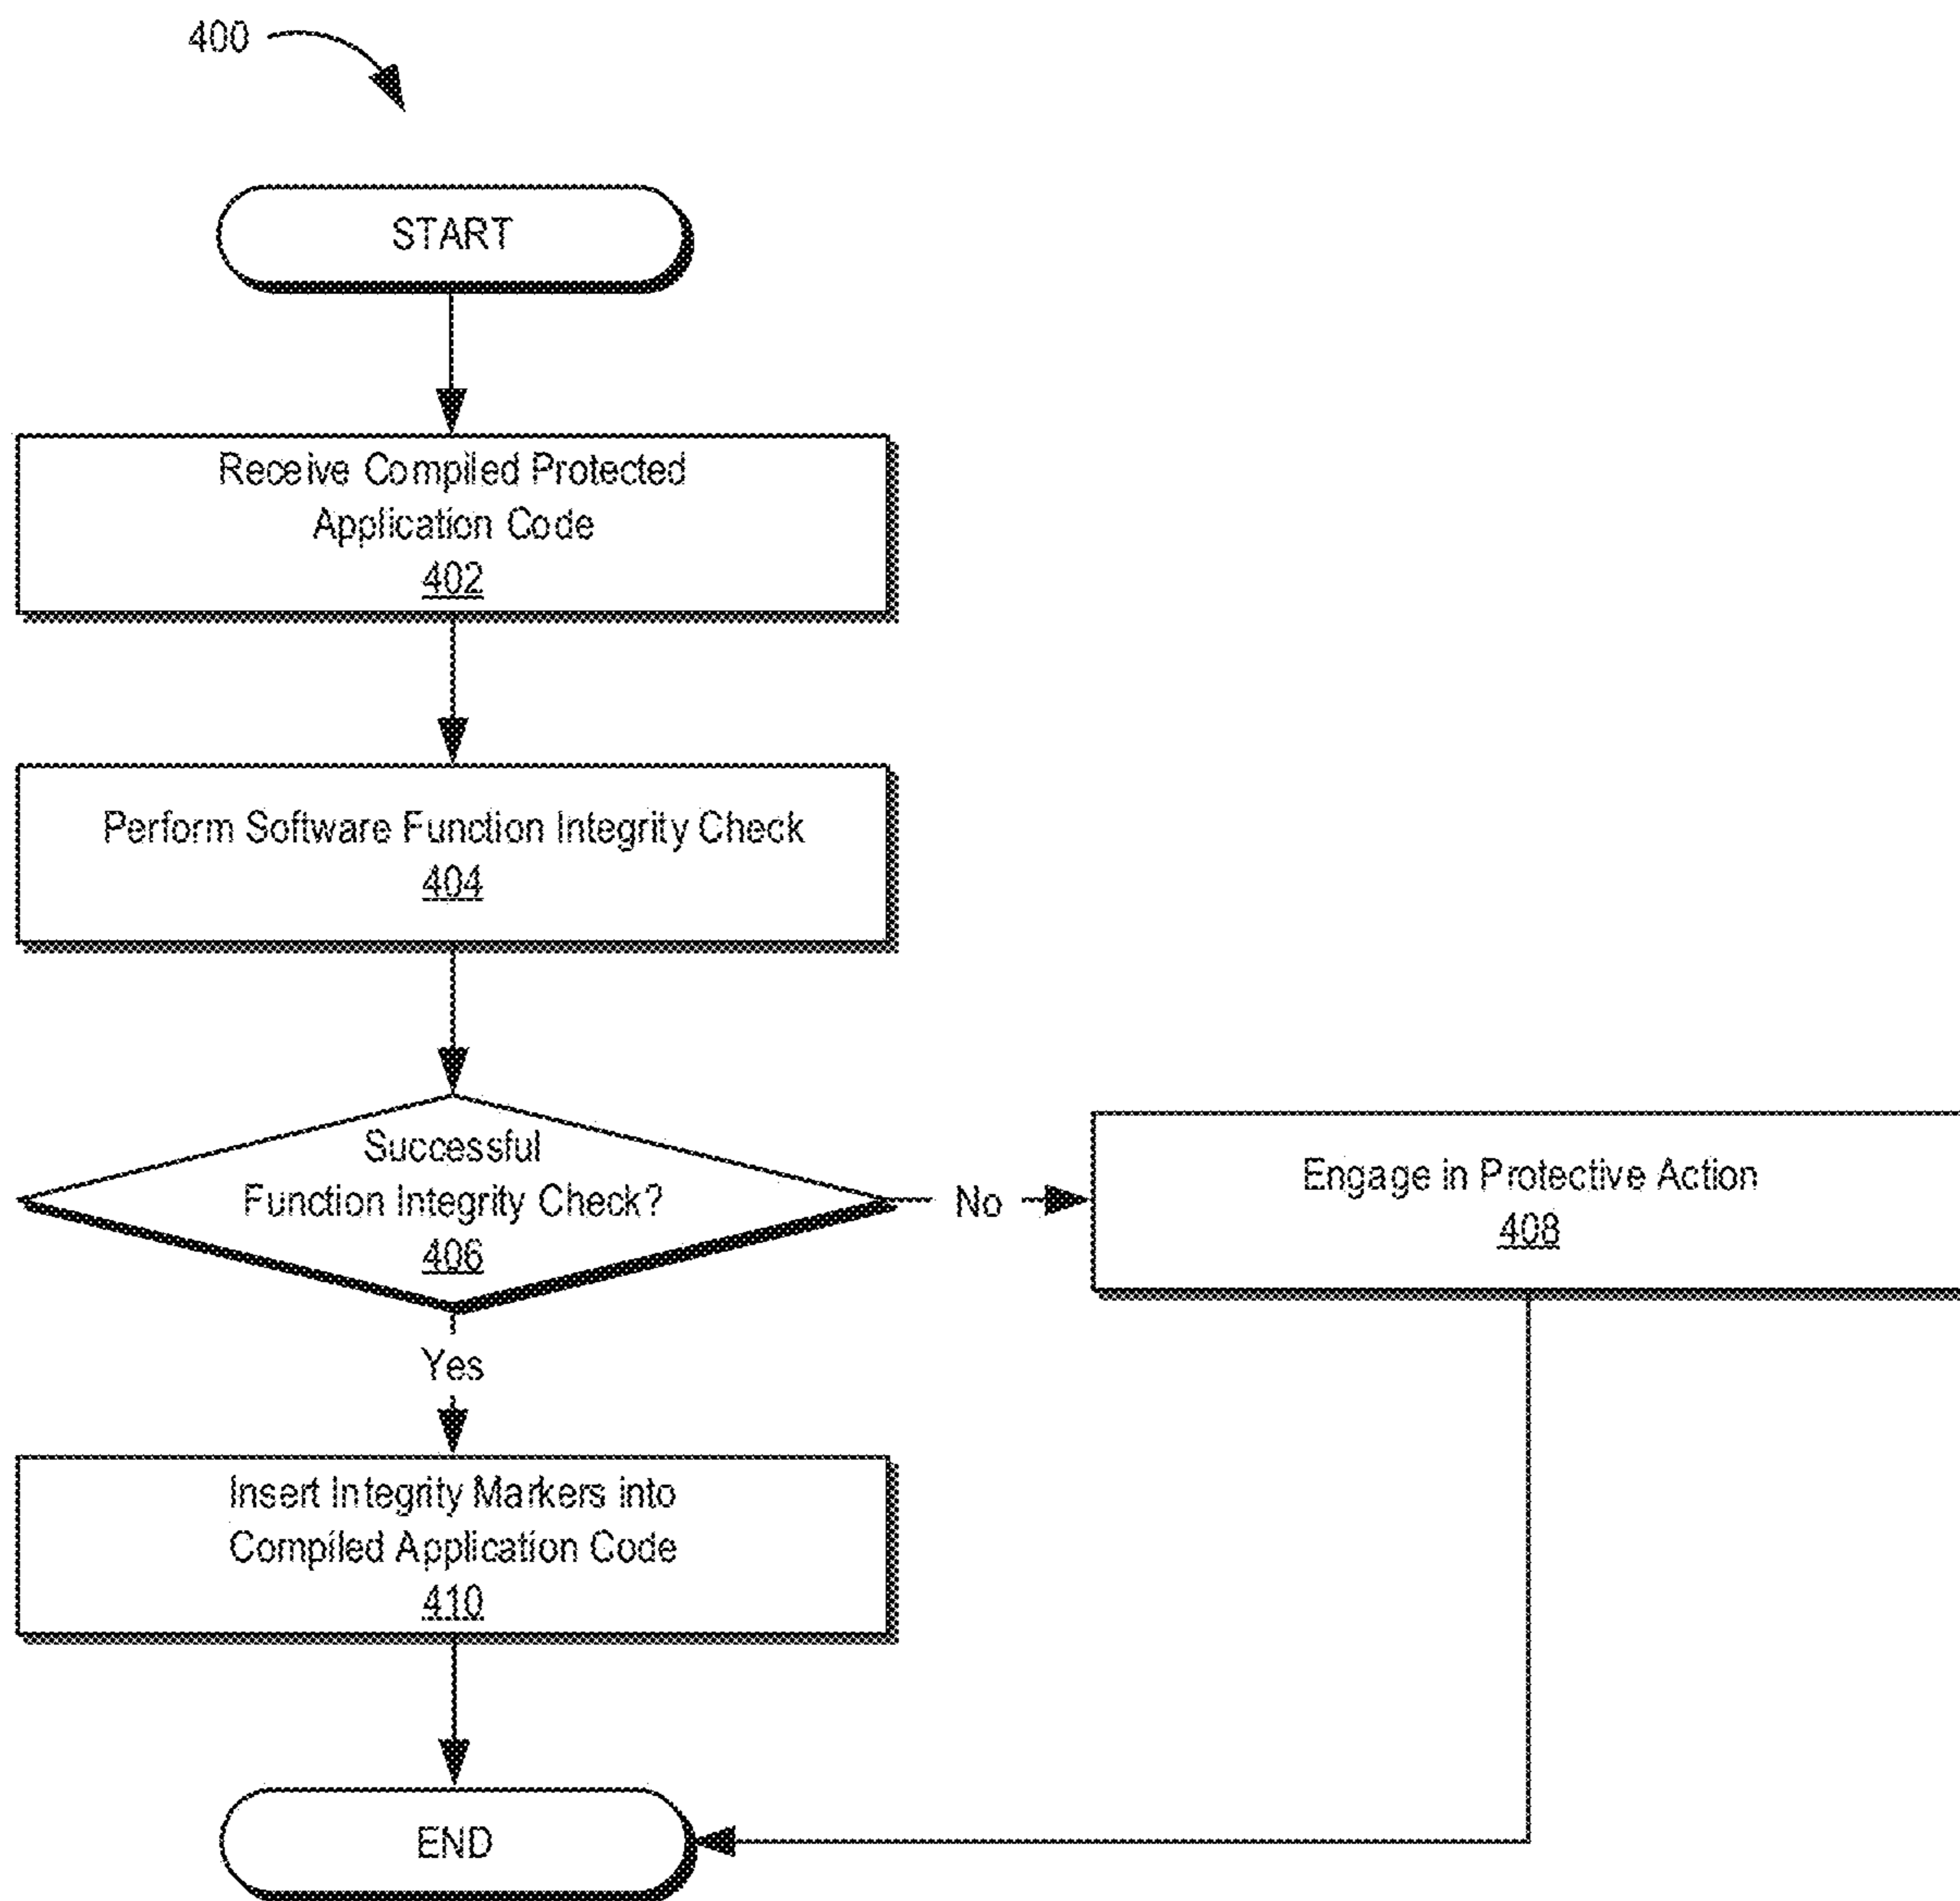 400
START
Receive Compiled Protected
Application Code
402
Perform Software Function Integrity Check
404
Successful
Function Integrity Check?
406
No
Engage in Protective Action
408
Yes
Insert Integrity Markers into
Compiled Application Code
410
END